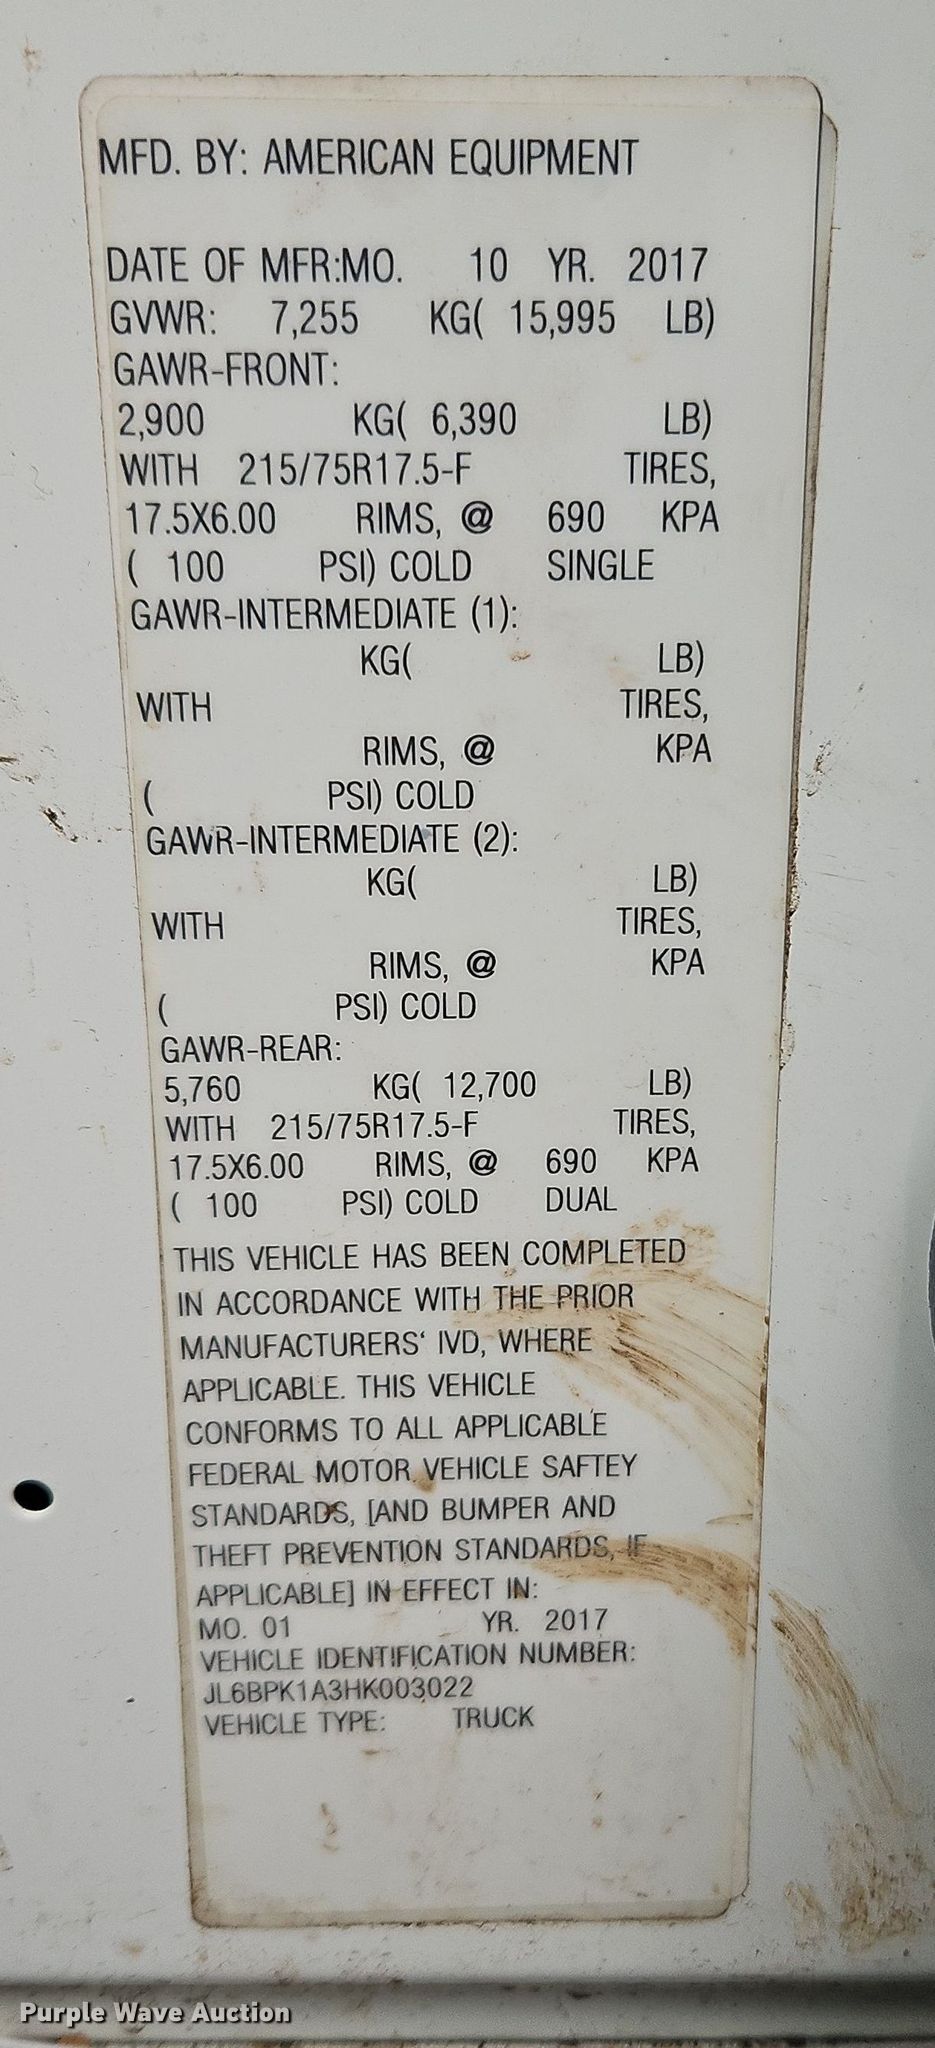 MFD. BY: AMERICAN EQUIPMENT
DATE OF MFR:MO. 10 YR. 2017
GVWR: 7,255 KG( 15,995 LB)
GAWR-FRONT:
2,900 KG( 6,390 LB)
WITH 215/75R17.5-F TIRES,
17.5X6.00 RIMS, @ 690 KPA
( 100 PSI) COLD SINGLE
GAWR-INTERMEDIATE (1):
KG( LB)
WITH TIRES,
RIMS, @ KPA
( PSI) COLD
GAWR-INTERMEDIATE (2):
KG( LB)
WITH TIRES,
RIMS, @ KPA
( PSI) COLD
GAWR-REAR:
5,760 KG( 12,700 LB)
WITH 215/75R17.5-F TIRES,
17.5X6.00 RIMS, @ 690 KPA
( 100 PSI) COLD DUAL
THIS VEHICLE HAS BEEN COMPLETED
IN ACCORDANCE WITH THE PRIOR
MANUFACTURERS' IVD, WHERE
APPLICABLE. THIS VEHICLE
CONFORMS TO ALL APPLICABLE
FEDERAL MOTOR VEHICLE SAFTEY
STANDARDS, [AND BUMPER AND
THEFT PREVENTION STANDARDS, IF
APPLICABLE] IN EFFECT IN:
MO. 01 YR. 2017
VEHICLE IDENTIFICATION NUMBER:
JL6BPK1A3HK003022
VEHICLE TYPE: TRUCK
Purple Wave Auction